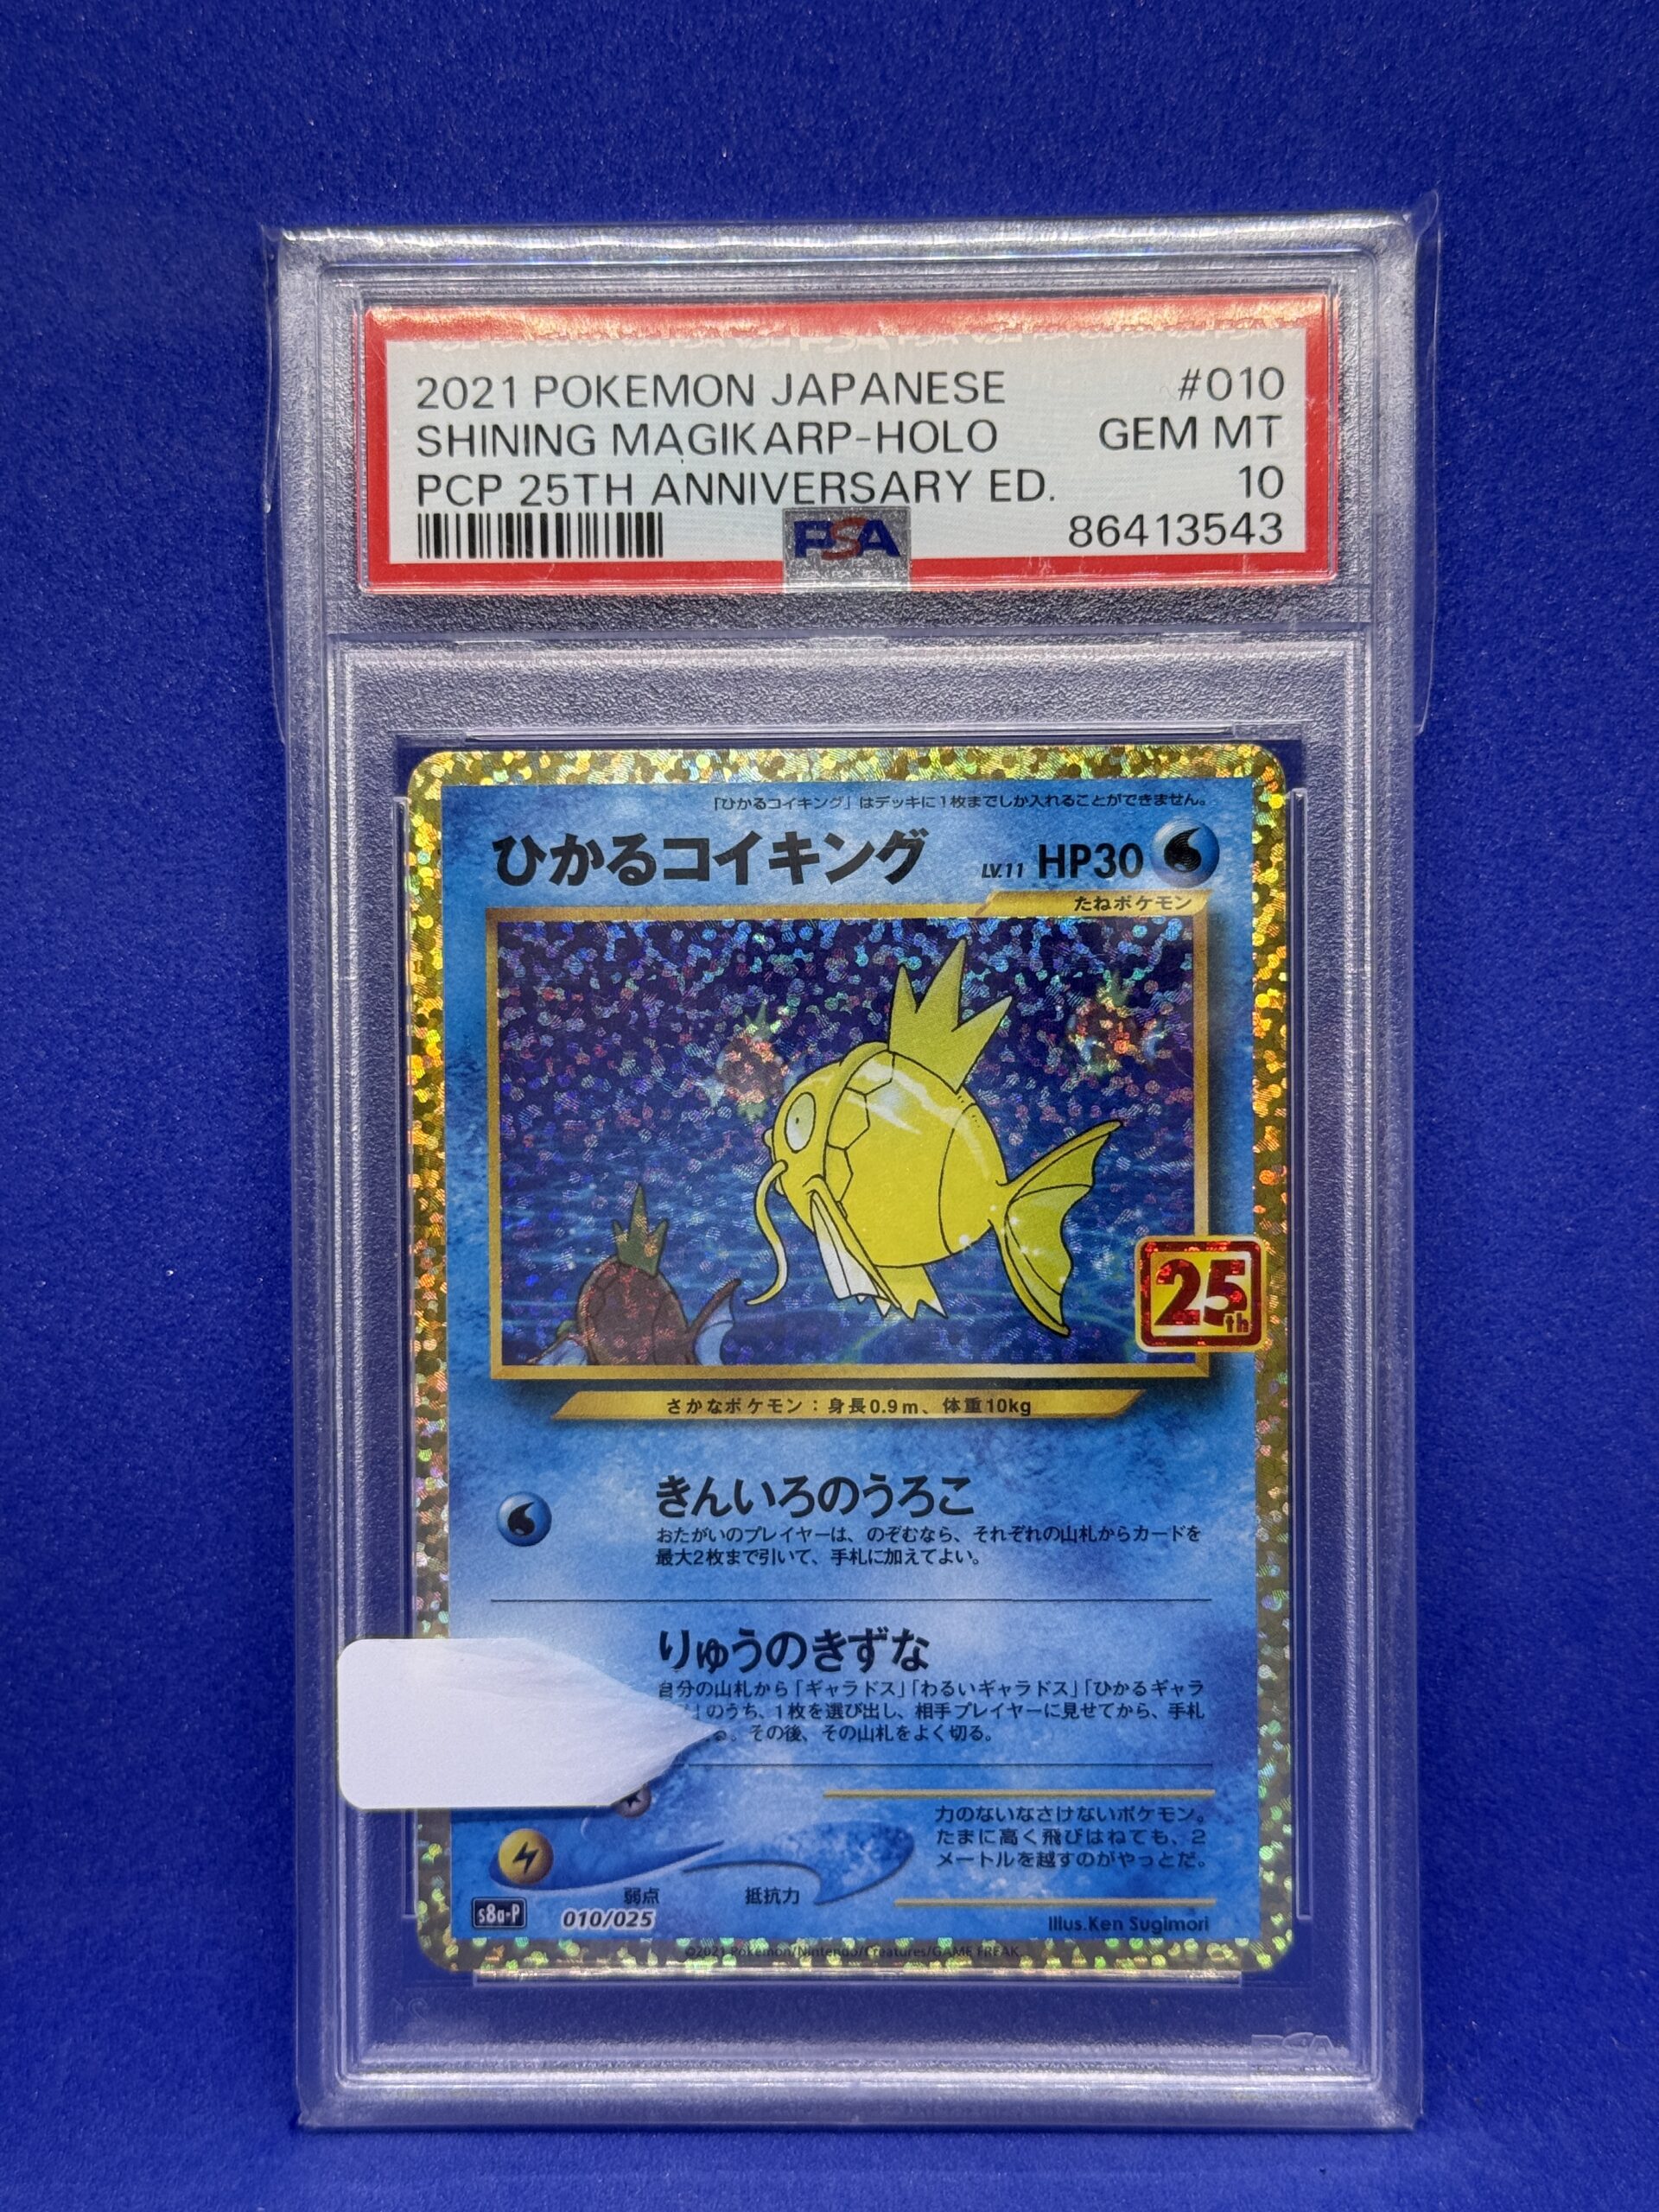 2021 POKEMON JAPANESE #010
SHINING MAGIKARP-HOLO GEM MT
PCP 25TH ANNIVERSARY ED. 10
PSA 86413543
「ひかるコイキング」はデッキに1枚までしか入れることができません。
ひかるコイキング LV.11 HP30
たねポケモン
25th
さかなポケモン：身長0.9m、体重10kg
きんいろのうろこ
おたがいのプレイヤーは、のぞむなら、それぞれの山札からカードを
最大2枚まで引いて、手札に加えてよい。
りゅうのきずな
自分の山札から「ギャラドス」「わるいギャラドス」「ひかるギャラ
」のうち、1枚を選び出し、相手プレイヤーに見せてから、手札
る。その後、その山札をよく切る。
力のないなさけないポケモン。
たまに高く飛びはねても、2
メートルを越すのがやっとだ。
弱点 抵抗力
s8a-P 010/025 Illus.Ken Sugimori
©2021 Pokémon/Nintendo/Creatures/GAME FREAK.
PSA